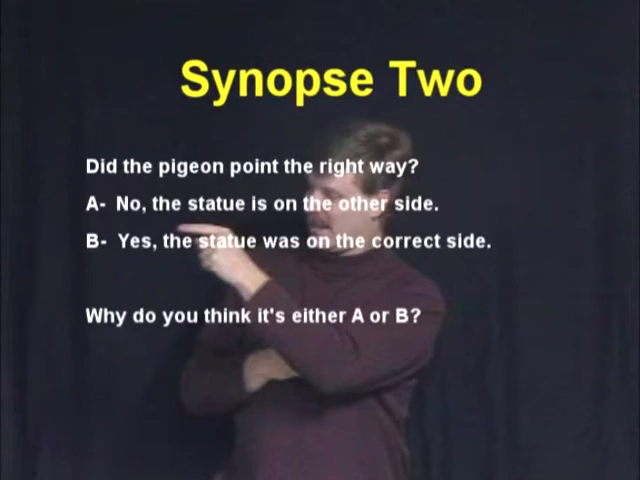 Synopse Two
Did the pigeon point the right way?
A- No, the statue is on the other side.
B- Yes, the statue was on the correct side.
Why do you think it's either A or B?